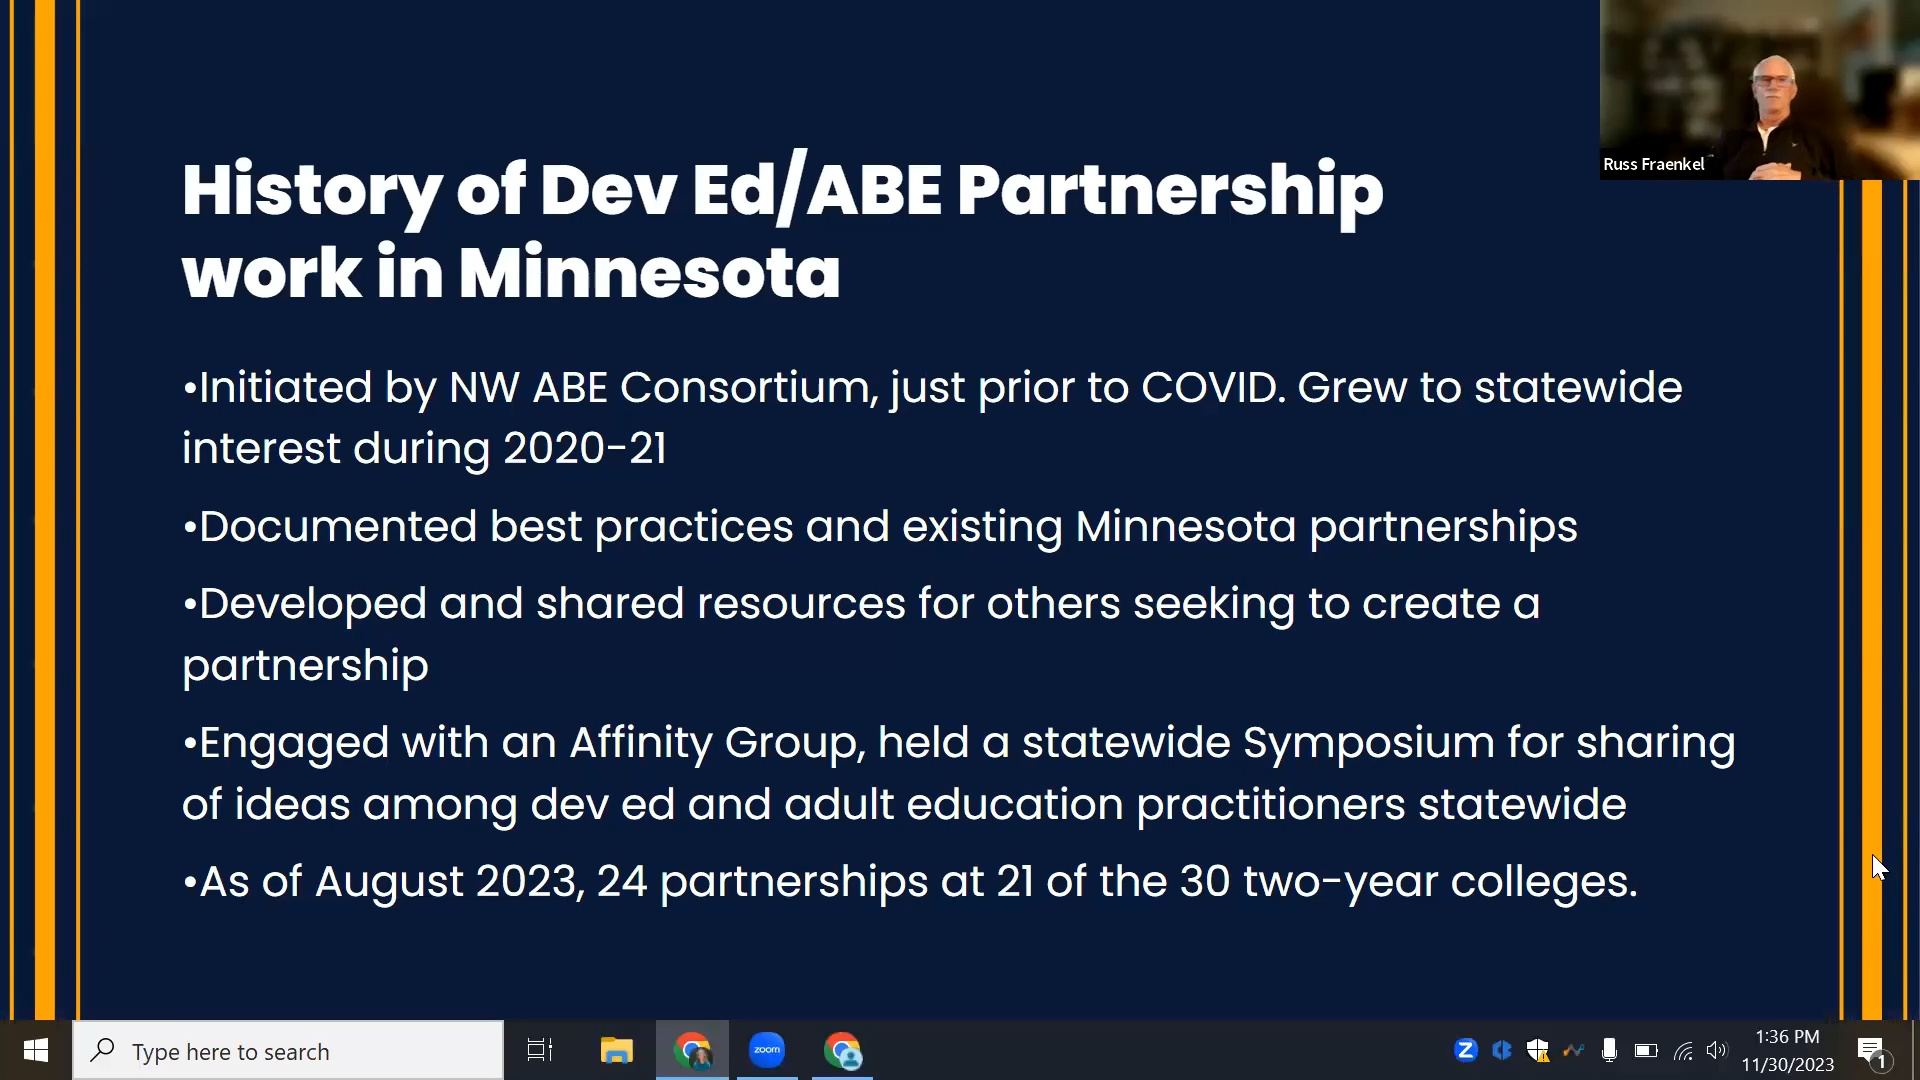 Russ Fraenkel
History of Dev Ed/ABE Partnership
work in Minnesota
•Initiated by NW ABE Consortium, just prior to COVID. Grew to statewide
interest during 2020-21
•Documented best practices and existing Minnesota partnerships
•Developed and shared resources for others seeking to create a
partnership
•Engaged with an Affinity Group, held a statewide Symposium for sharing
of ideas among dev ed and adult education practitioners statewide
•As of August 2023, 24 partnerships at 21 of the 30 two-year colleges.
Type here to search
zoom
Z
1:36 PM
11/30/2023
1